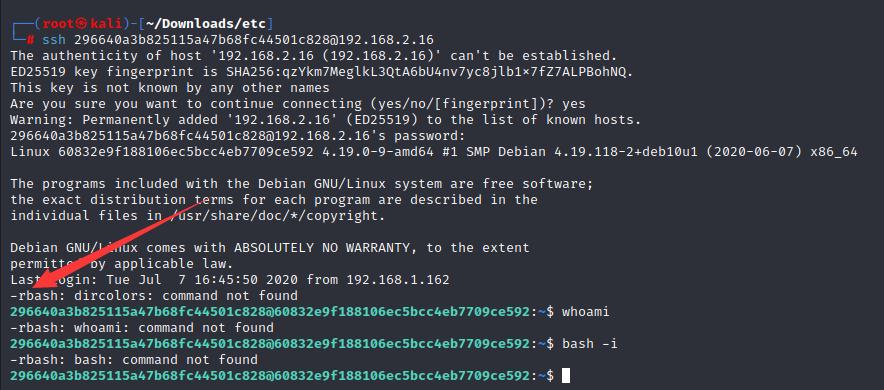 ┌──(root㉿kali)-[~/Downloads/etc]
└─# ssh 296640a3b825115a47b68fc44501c828@192.168.2.16
The authenticity of host '192.168.2.16 (192.168.2.16)' can't be established.
ED25519 key fingerprint is SHA256:qzYkm7MeglkL3QtA6bU4nv7yc8jlb1×7fZ7ALPBohNQ.
This key is not known by any other names
Are you sure you want to continue connecting (yes/no/[fingerprint])? yes
Warning: Permanently added '192.168.2.16' (ED25519) to the list of known hosts.
296640a3b825115a47b68fc44501c828@192.168.2.16's password:
Linux 60832e9f188106ec5bcc4eb7709ce592 4.19.0-9-amd64 #1 SMP Debian 4.19.118-2+deb10u1 (2020-06-07) x86_64
The programs included with the Debian GNU/Linux system are free software;
the exact distribution terms for each program are described in the
individual files in /usr/share/doc/*/copyright.
Debian GNU/Linux comes with ABSOLUTELY NO WARRANTY, to the extent
permitted by applicable law.
Last login: Tue Jul  7 16:45:50 2020 from 192.168.1.162
-rbash: dircolors: command not found
296640a3b825115a47b68fc44501c828@60832e9f188106ec5bcc4eb7709ce592:~$ whoami
-rbash: whoami: command not found
296640a3b825115a47b68fc44501c828@60832e9f188106ec5bcc4eb7709ce592:~$ bash -i
-rbash: bash: command not found
296640a3b825115a47b68fc44501c828@60832e9f188106ec5bcc4eb7709ce592:~$